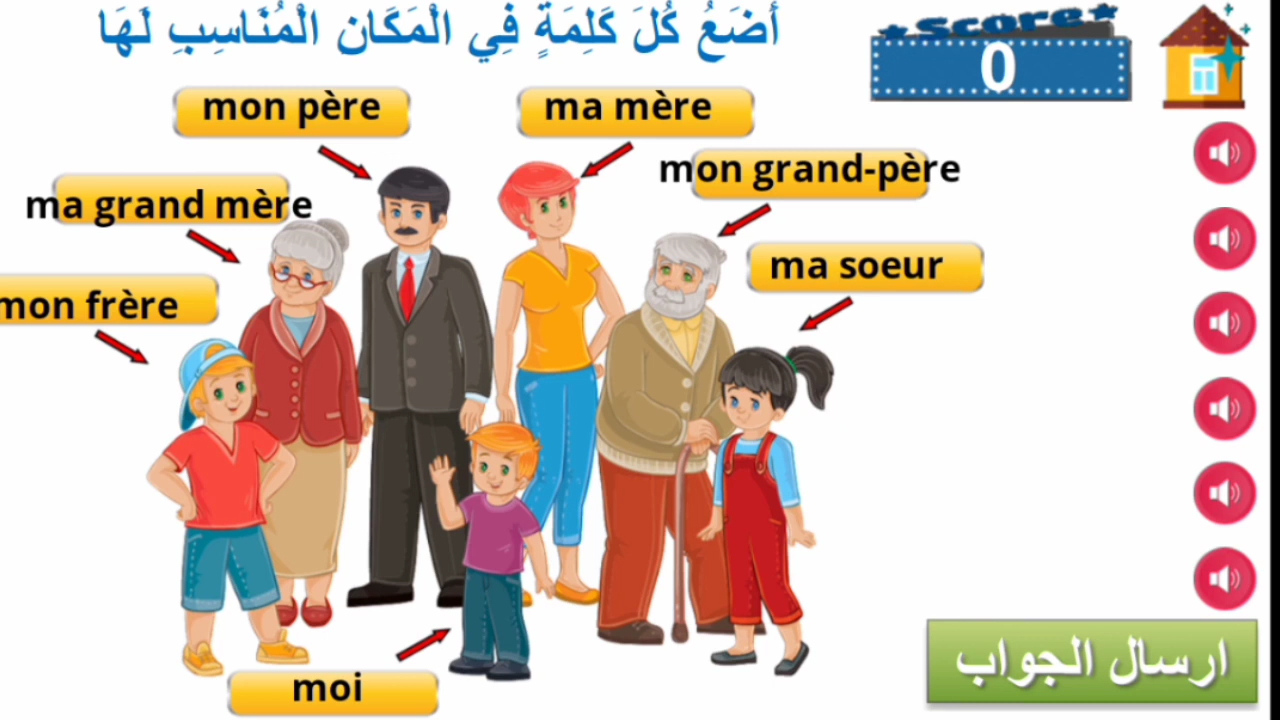 أَضَعُ كُلَ كَلِمَةٍ فِي الْمَكَان الْمُنَاسِبِ لَهَا
Score
0
mon père
ma mère
mon grand-père
ma grand mère
ma soeur
mon frère
moi
ارسال الجواب